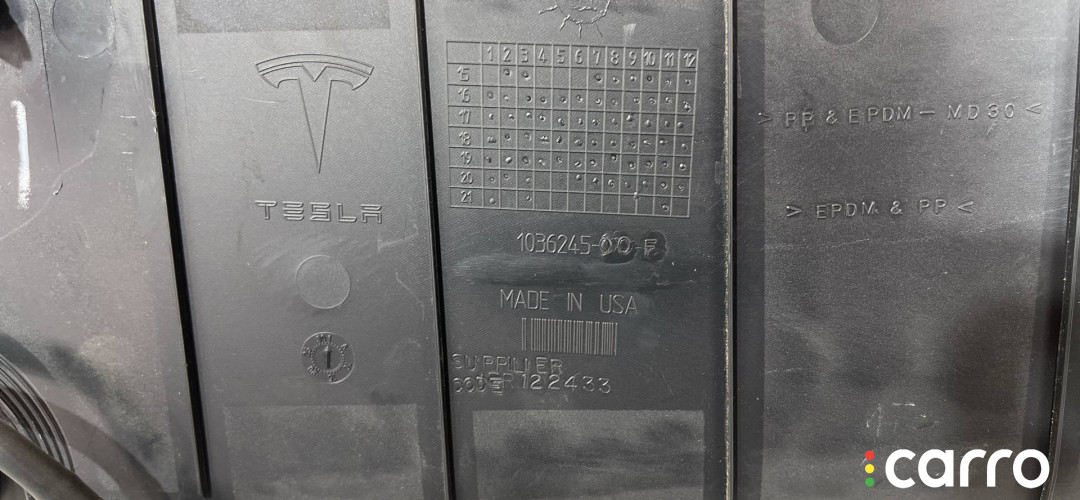 TESLA
1 2 3 4 5 6 7 8 9 10 11 12
15
16
17
18
19
20
21
1036245-00-F
MADE IN USA
SUPPLIER
CODE 122433
> PP & EPDM - MD30 <
> EPDM & PP <
carro